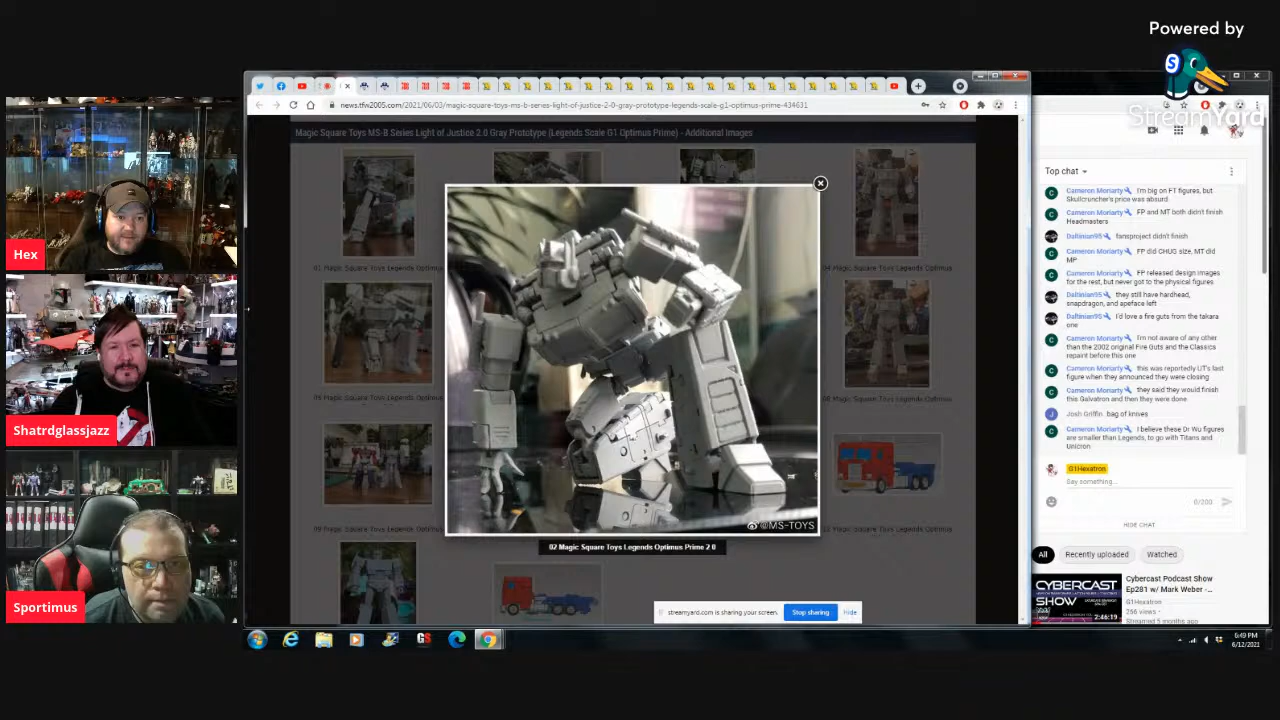 Powered by
StreamYard
Hex
Shatrdglassjazz
Sportimus
news.tfw2005.com/2021/06/03/magic-square-toys-ms-b-series-light-of-justice-2-0-gray-prototype-legends-scale-g1-optimus-prime-434631
Magic Square Toys MS-B Series Light of Justice 2.0 Gray Prototype (Legends Scale G1 Optimus Prime) - Additional Images
01 Magic Square Toys Legends Optimus
@MS-TOYS
02 Magic Square Toys Legends Optimus Prime 2 0
streamyard.com is sharing your screen.
Stop sharing
Hide
Top chat
Cameron Moriarty I'm big on FT figures, but
Skullcruncher's price was absurd
Cameron Moriarty FP and MT both didn't finish
Headmasters
Daltinian95 fansproject didn't finish
Cameron Moriarty FP did CHUG size, MT did
MP
Cameron Moriarty FP released design images
for the rest, but never got to the physical figures
Daltinian95 they still have hardhead,
snapdragon, and apeface left
Daltinian95 I'd love a fire guts from the takara
one
Cameron Moriarty I'm not aware of any other
than the 2002 original Fire Guts and the Classics
repaint before this one
Cameron Moriarty this was reportedly UT's last
figure when they announced they were closing
Cameron Moriarty they said they would finish
this Galvatron and then they were done
Josh Griffin bag of knives
Cameron Moriarty I believe these Dr Wu figures
are smaller than Legends, to go with Titans and
Unicron
G1Hexatron
Say something...
0/200
HIDE CHAT
All
Recently uploaded
Watched
CYBERCAST
SHOW
2:46:19
Cybercast Podcast Show
Ep281 w/ Mark Weber -...
G1Hexatron
256 views •
Streamed 5 months ago
6:49 PM
6/12/2021